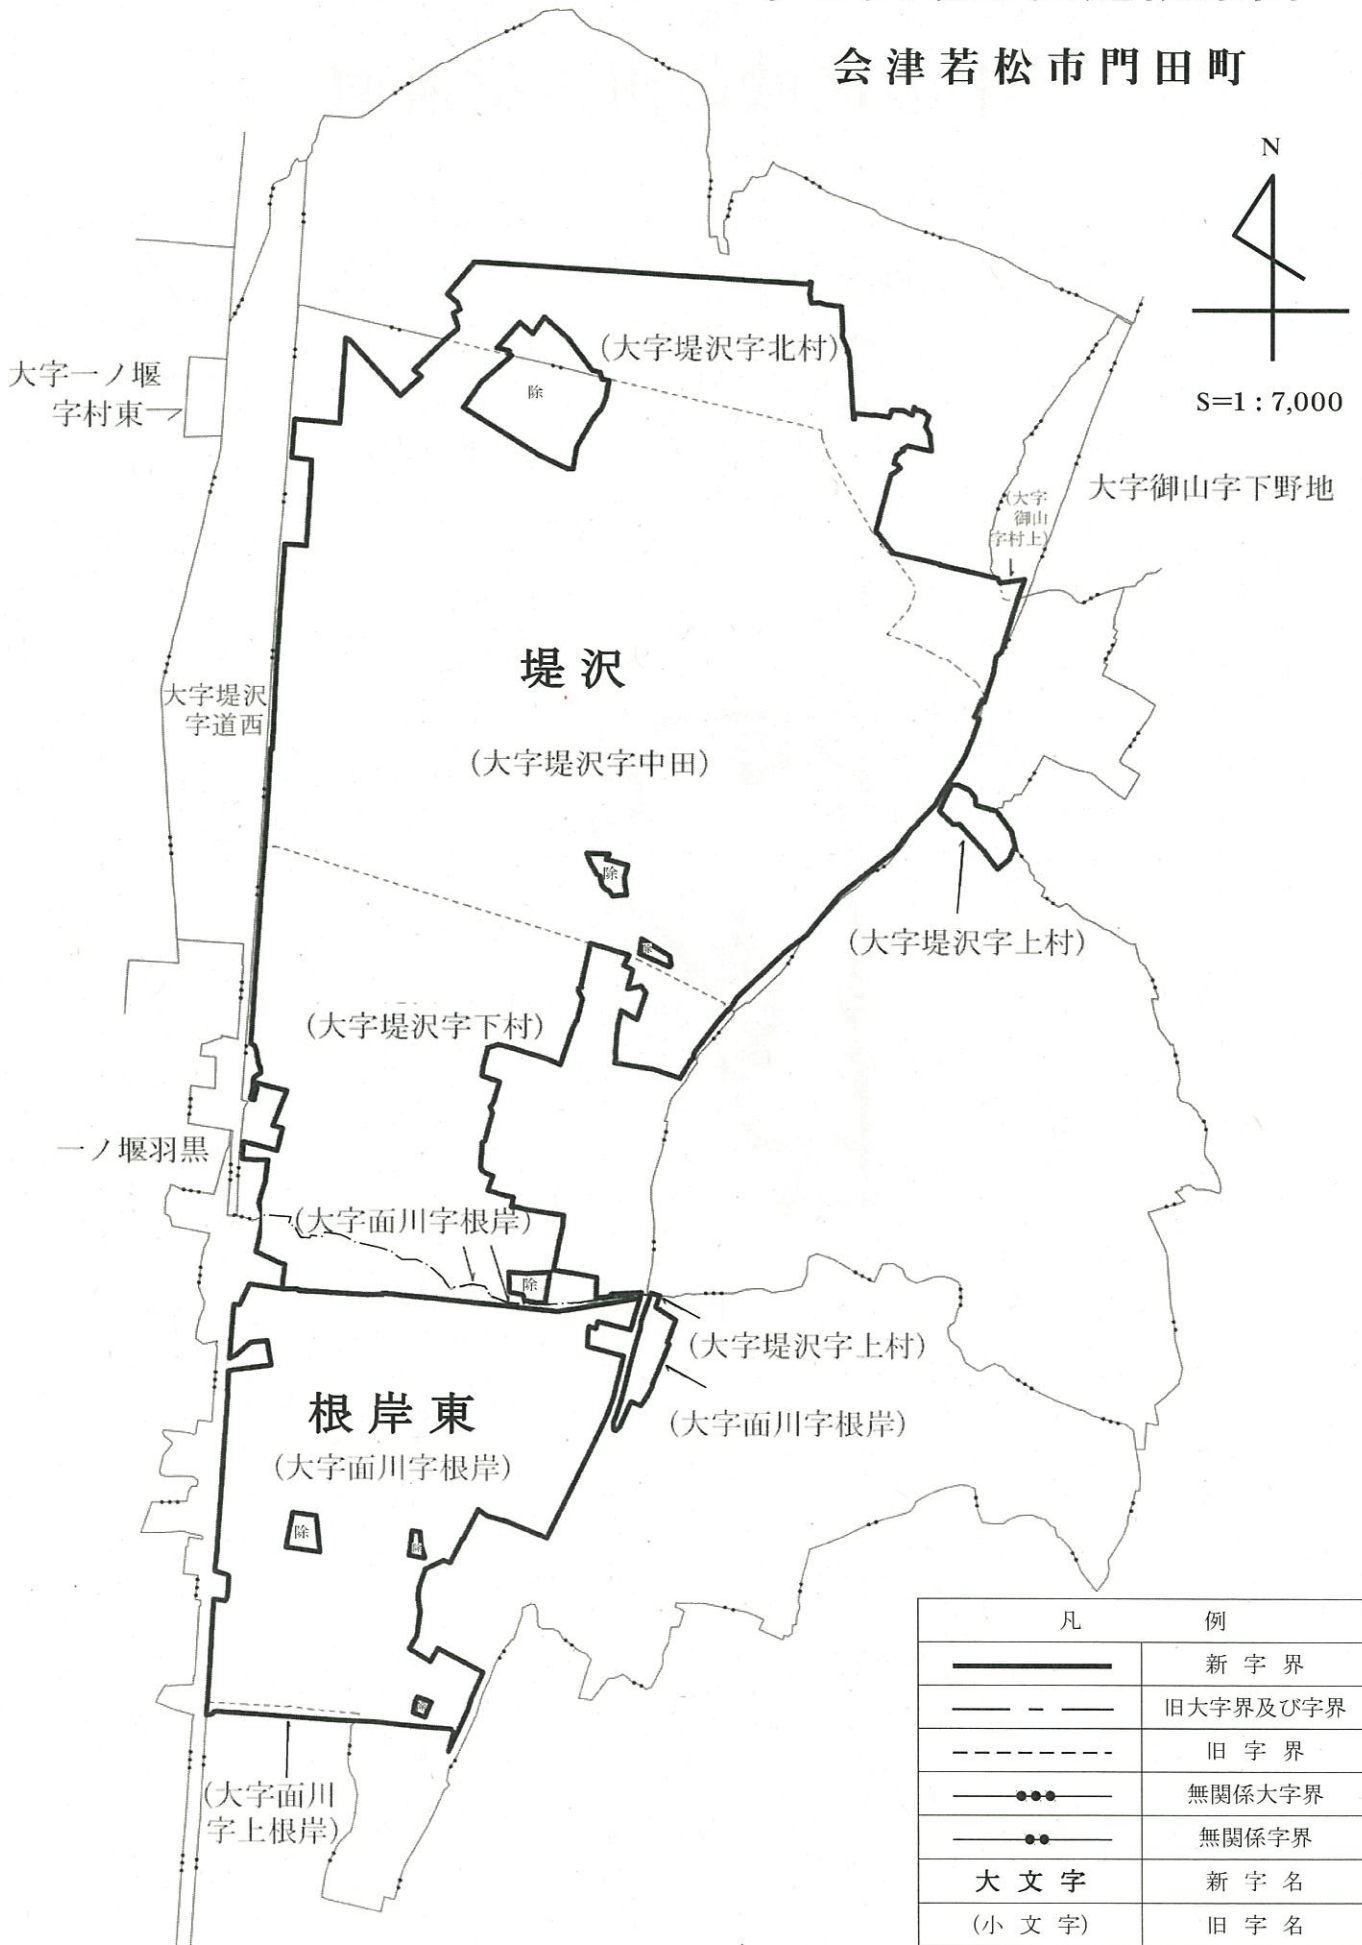 会津若松市門田町
N
S=1:7,000
(大字堤沢字北村)
除
大字一ノ堰
字村東
大字御山字下野地
(大字
御山
字村上)
堤沢
大字堤沢
字道西
(大字堤沢字中田)
除
除
(大字堤沢字上村)
(大字堤沢字下村)
一ノ堰羽黒
(大字面川字根岸)
除
(大字堤沢字上村)
(大字面川字根岸)
根岸東
(大字面川字根岸)
除
除
(大字面川
字上根岸)
凡例
新字界
旧大字界及び字界
旧字界
無関係大字界
無関係字界
大文字 新字名
(小文字) 旧字名